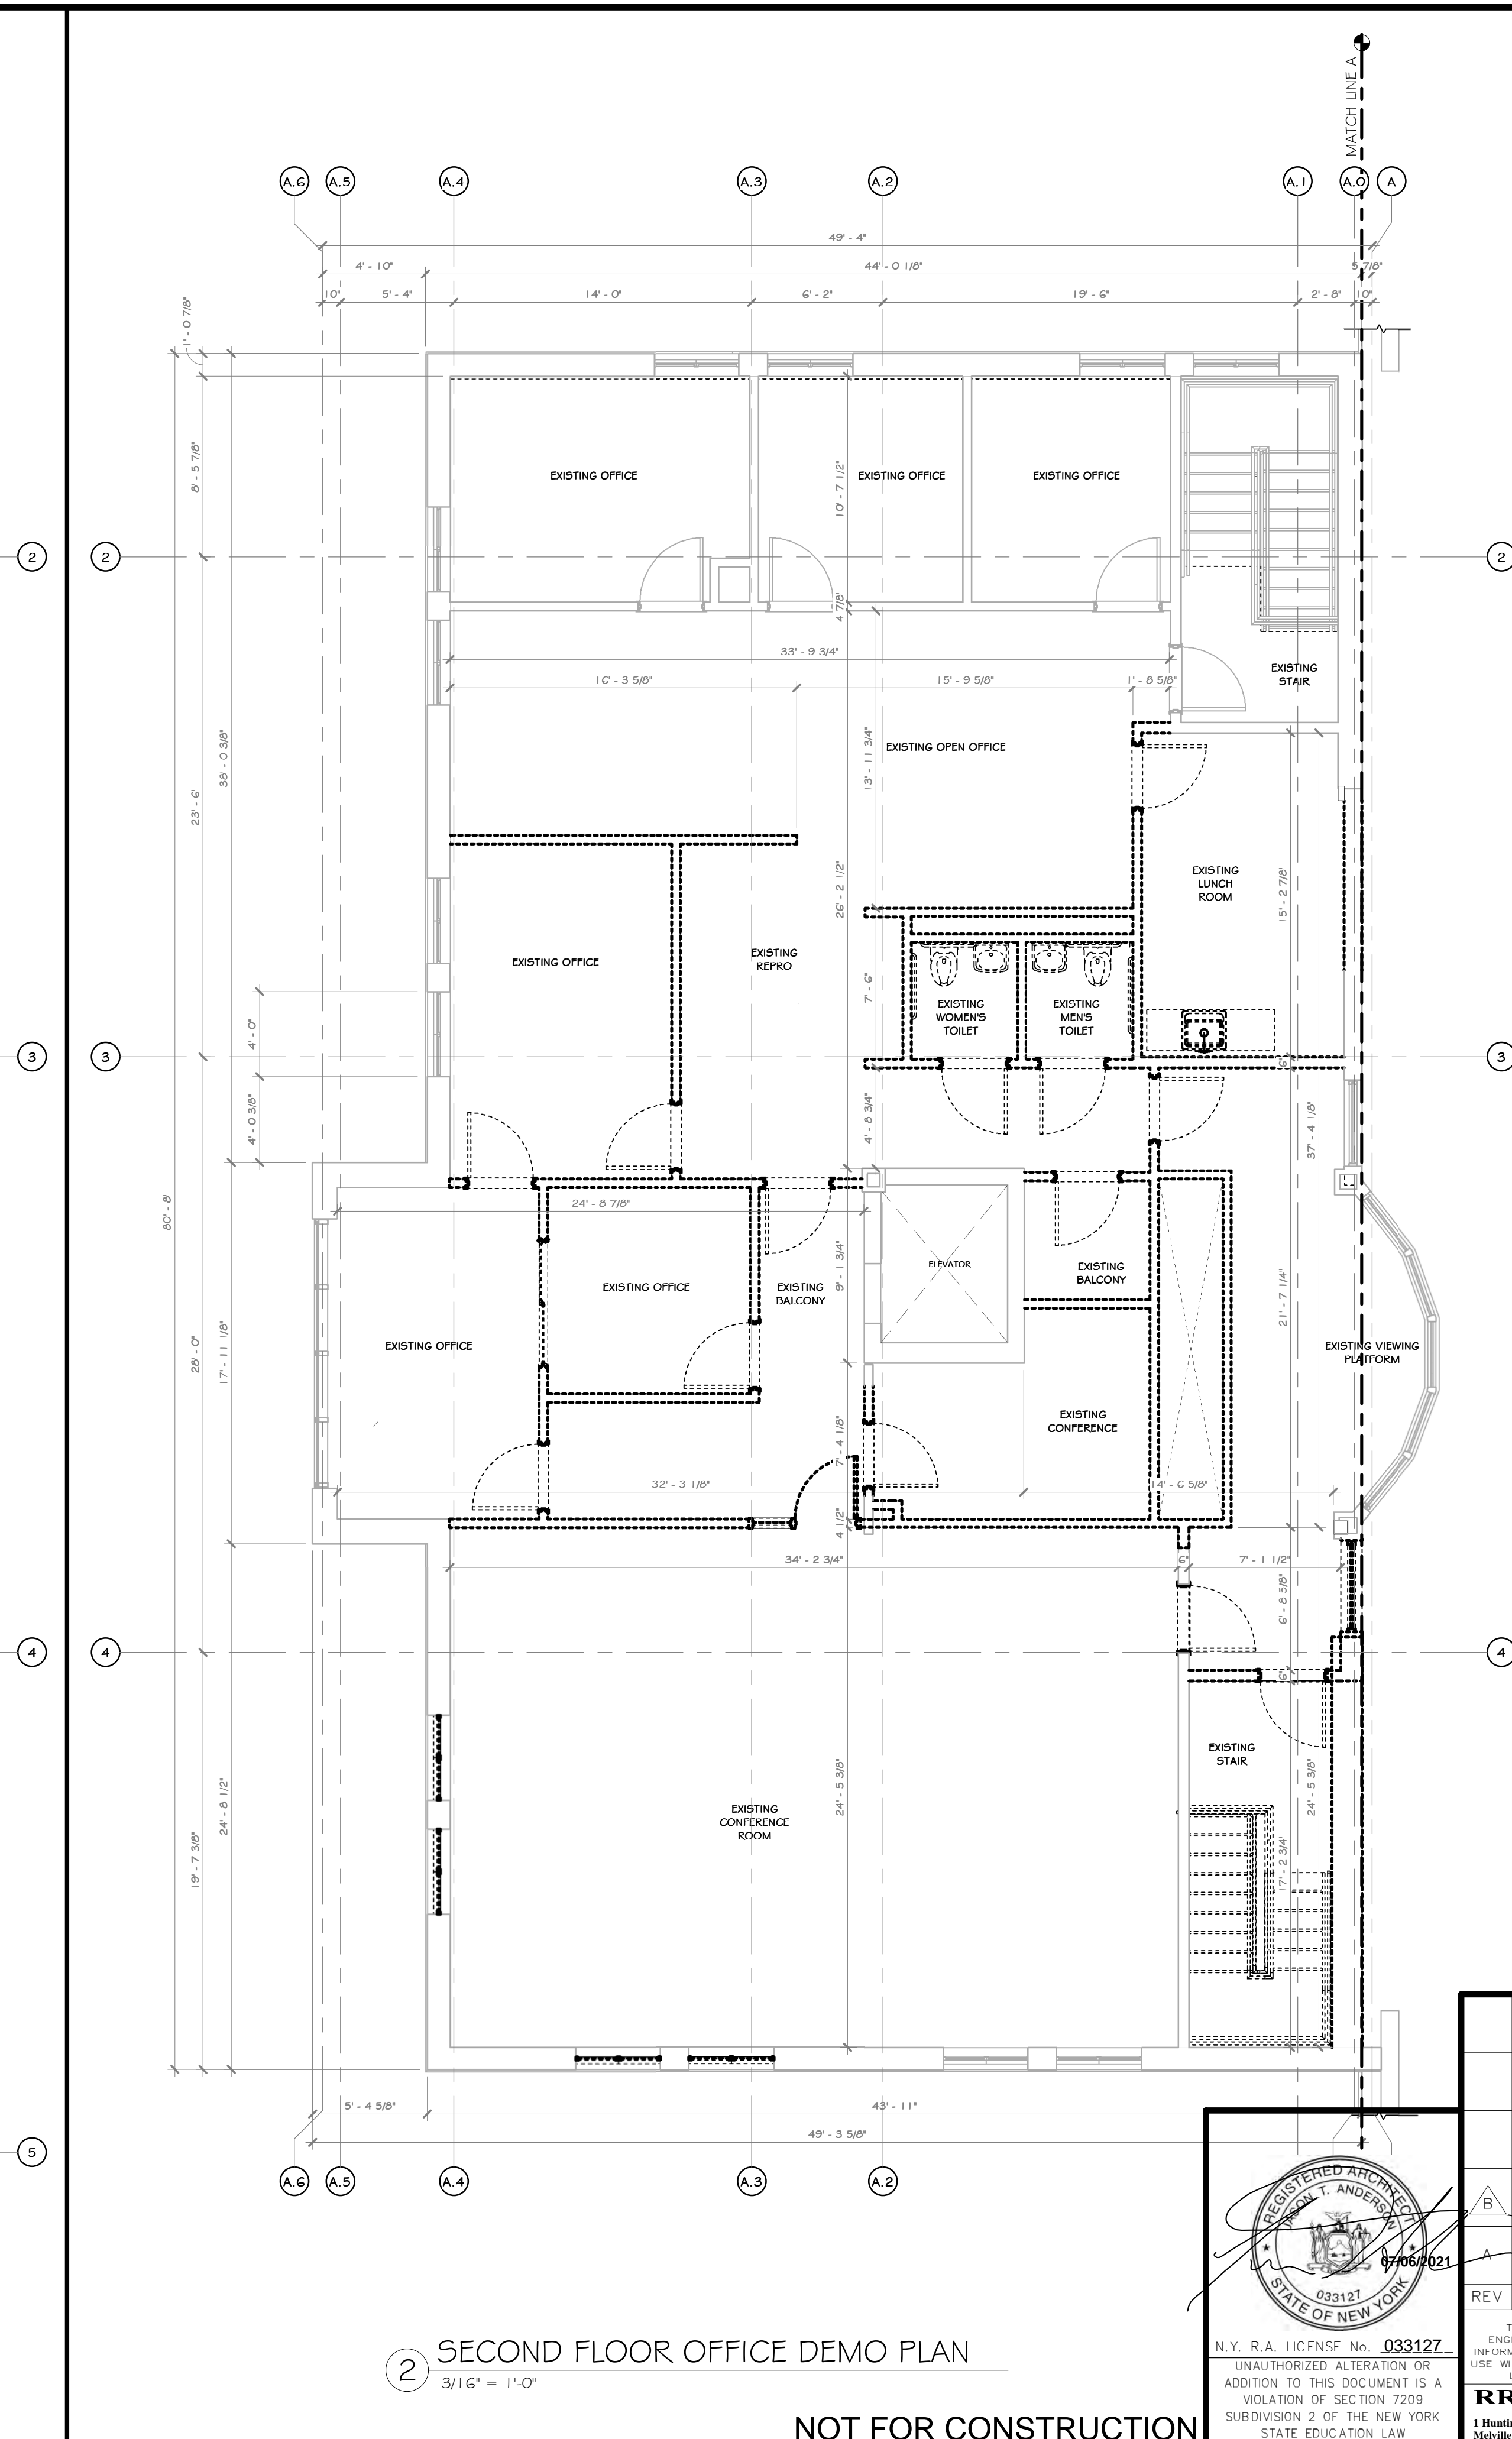 MATCH LINE A
A.6 A.5 A.4 A.3 A.2 A.1 A.0 A
49' - 4"
4' - 10" 44' - 0 1/8" 5 7/8"
10" 5' - 4" 14' - 0" 6' - 2" 19' - 6" 2' - 8" 10"
1' - 0 7/8"
8' - 5 7/8"
10' - 7 1/2"
EXISTING OFFICE
EXISTING OFFICE
EXISTING OFFICE
2 2 2
4 7/8"
33' - 9 3/4"
16' - 3 5/8" 15' - 9 5/8" 1' - 8 5/8"
EXISTING
STAIR
38' - 0 3/8"
23' - 6"
13' - 11 3/4"
EXISTING OPEN OFFICE
26' - 2 1/2"
EXISTING
LUNCH
ROOM
15' - 2 7/8"
EXISTING OFFICE
EXISTING
REPRO
7' - 6"
EXISTING
WOMEN'S
TOILET
EXISTING
MEN'S
TOILET
4' - 0"
3 3 3
6"
4' - 0 3/8"
4' - 8 3/4"
37' - 4 1/8"
80' - 8"
24' - 8 7/8"
9' - 1 3/4"
ELEVATOR
EXISTING
BALCONY
EXISTING OFFICE
EXISTING
BALCONY
21' - 7 1/4"
28' - 0"
17' - 11 1/8"
EXISTING OFFICE
EXISTING VIEWING
PLATFORM
EXISTING
CONFERENCE
7' - 4 1/8"
32' - 3 1/8" 14' - 6 5/8"
4 1/2"
34' - 2 3/4" 6" 7' - 1 1/2"
6' - 8 5/8"
4 4 4
6"
EXISTING
STAIR
24' - 8 1/2"
19' - 7 3/8"
24' - 5 3/8"
24' - 5 3/8"
17' - 2 3/4"
EXISTING
CONFERENCE
ROOM
5' - 4 5/8" 43' - 11"
49' - 3 5/8"
5
A.6 A.5 A.4 A.3 A.2
REGISTERED ARCHITECT
JASON T. ANDERSON
07/06/2021
033127
STATE OF NEW YORK
B
A
REV
2 SECOND FLOOR OFFICE DEMO PLAN
3/16" = 1'-0"
N.Y. R.A. LICENSE No. 033127
UNAUTHORIZED ALTERATION OR
ADDITION TO THIS DOCUMENT IS A
VIOLATION OF SECTION 7209
SUBDIVISION 2 OF THE NEW YORK
STATE EDUCATION LAW
NOT FOR CONSTRUCTION
USE
RR
1
Melville